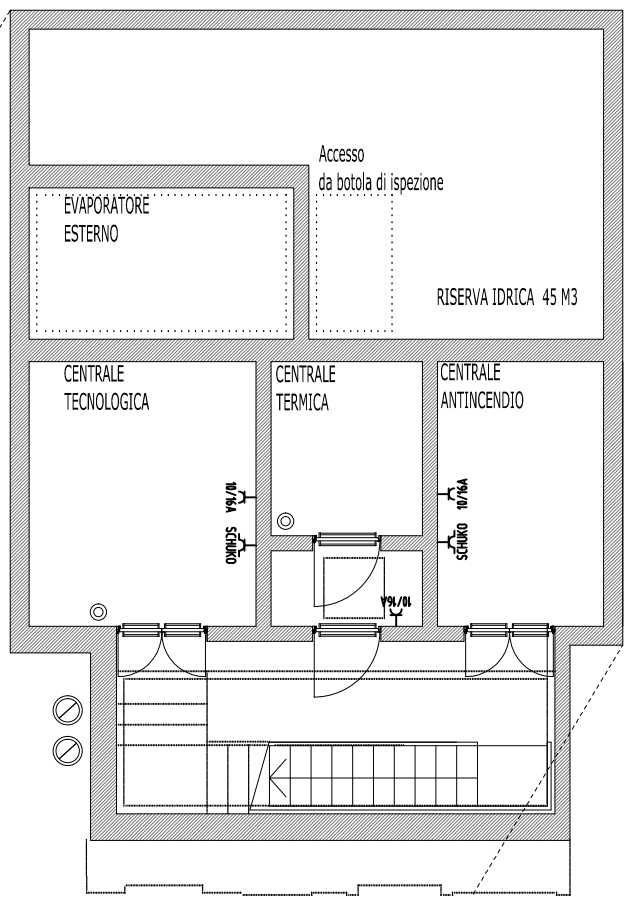 Accesso
da botola di ispezione
EVAPORATORE
ESTERNO
RISERVA IDRICA 45 M3
CENTRALE
TECNOLOGICA
CENTRALE
TERMICA
CENTRALE
ANTINCENDIO
10/16A
SCHUKO
10/16A
SCHUKO
10/16A